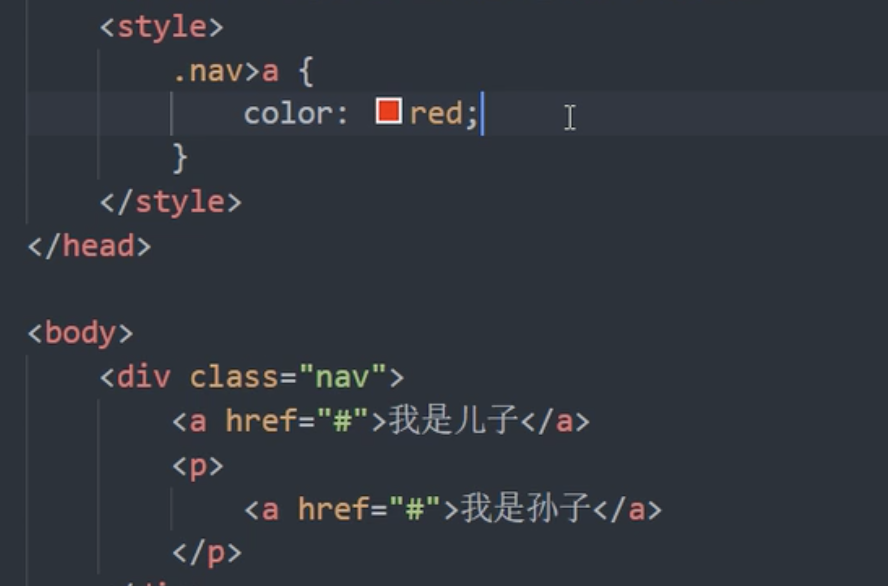 <style>
.nav>a {
color: red;
}
</style>
</head>
<body>
<div class="nav">
<a href="#">我是儿子</a>
<p>
<a href="#">我是孙子</a>
</p>